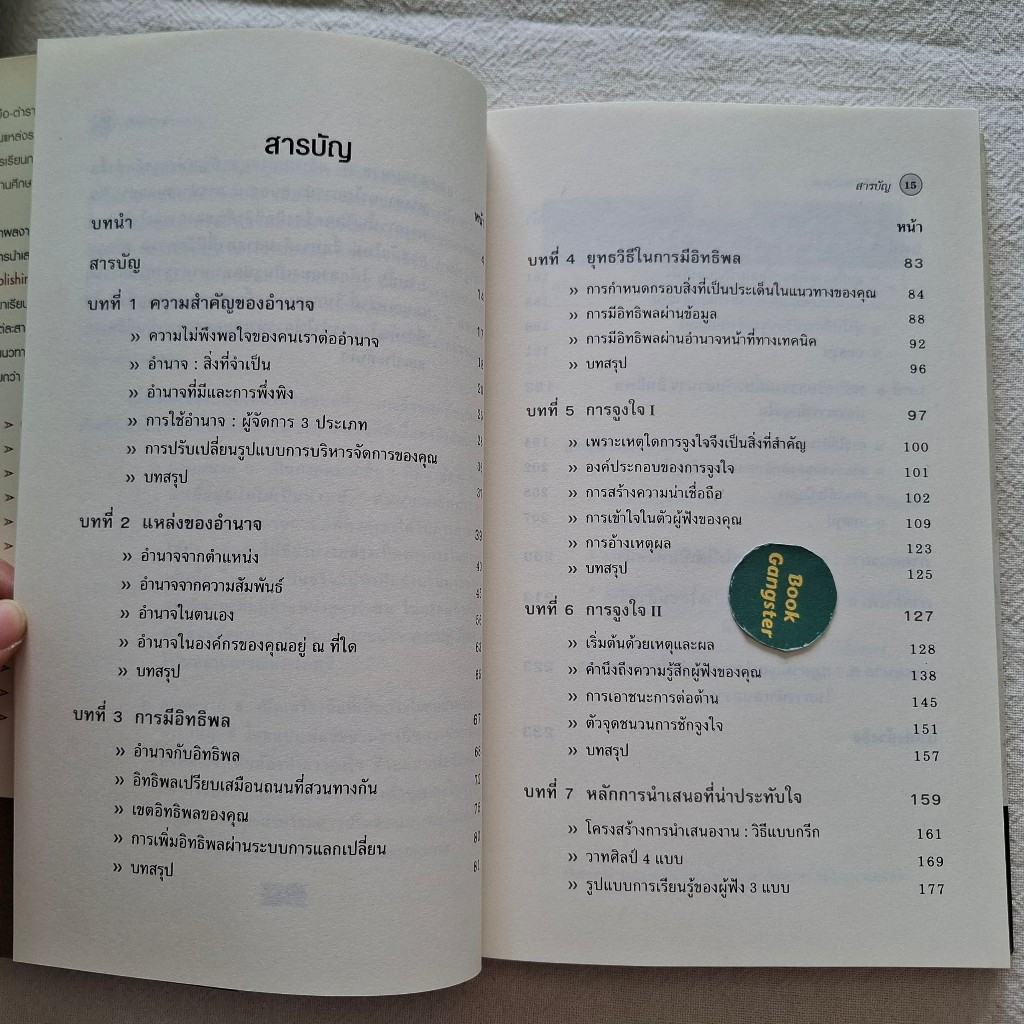 สารบัญ
หน้า
บทนำ
สารบัญ
บทที่ 1 ความสำคัญของอำนาจ
» ความไม่พึงพอใจของคนเราต่ออำนาจ
» อำนาจ : สิ่งที่จำเป็น
» อำนาจที่มีและการพึ่งพิง
» การใช้อำนาจ : ผู้จัดการ 3 ประเภท
» การปรับเปลี่ยนรูปแบบการบริหารจัดการของคุณ
» บทสรุป
บทที่ 2 แหล่งของอำนาจ 39
» อำนาจจากตำแหน่ง
» อำนาจจากความสัมพันธ์
» อำนาจในตนเอง
» อำนาจในองค์กรของคุณอยู่ ณ ที่ใด
» บทสรุป
บทที่ 3 การมีอิทธิพล 67
» อำนาจกับอิทธิพล
» อิทธิพลเปรียบเสมือนถนนที่สวนทางกัน
» เขตอิทธิพลของคุณ
» การเพิ่มอิทธิพลผ่านระบบการแลกเปลี่ยน
» บทสรุป
สารบัญ 15
หน้า
บทที่ 4 ยุทธวิธีในการมีอิทธิพล 83
» การกำหนดกรอบสิ่งที่เป็นประเด็นในแนวทางของคุณ 84
» การมีอิทธิพลผ่านข้อมูล 88
» การมีอิทธิพลผ่านอำนาจหน้าที่ทางเทคนิค 92
» บทสรุป 96
บทที่ 5 การจูงใจ I 97
» เพราะเหตุใดการจูงใจจึงเป็นสิ่งที่สำคัญ 100
» องค์ประกอบของการจูงใจ 101
» การสร้างความน่าเชื่อถือ 102
» การเข้าใจในตัวผู้ฟังของคุณ 109
» การอ้างเหตุผล 123
» บทสรุป 125
Book
Gangster
บทที่ 6 การจูงใจ II 127
» เริ่มต้นด้วยเหตุและผล 128
» คำนึงถึงความรู้สึกผู้ฟังของคุณ 138
» การเอาชนะการต่อต้าน 145
» ตัวจุดชนวนการชักจูงใจ 151
» บทสรุป 157
บทที่ 7 หลักการนำเสนอที่น่าประทับใจ 159
» โครงสร้างการนำเสนองาน : วิธีแบบกรีก 161
» วาทศิลป์ 4 แบบ 169
» รูปแบบการเรียนรู้ของผู้ฟัง 3 แบบ 177